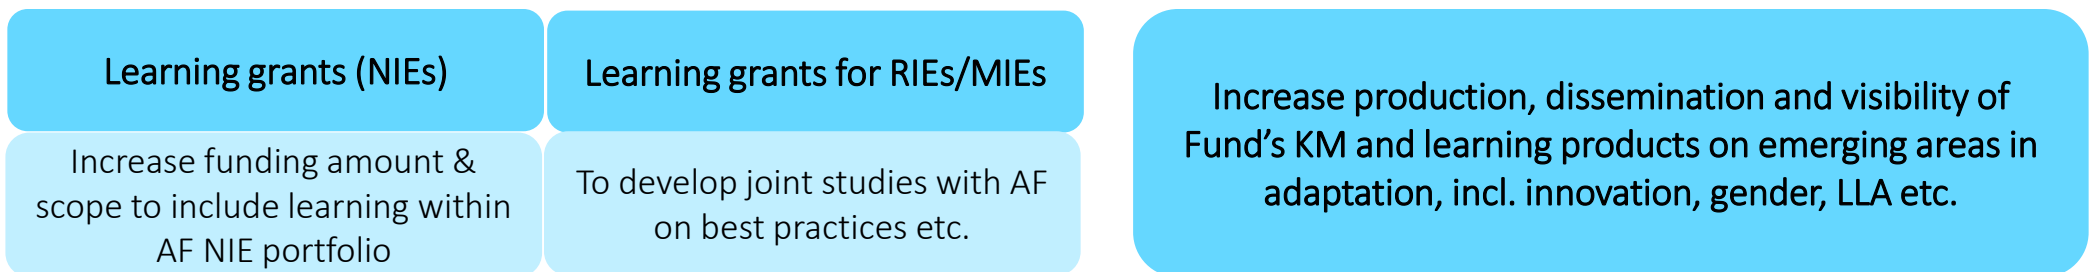 Learning grants (NIEs)
Increase funding amount &
scope to include learning within
AF NIE portfolio
Learning grants for RIEs/MIEs
To develop joint studies with AF
on best practices etc.
Increase production, dissemination and visibility of
Fund's KM and learning products on emerging areas in
adaptation, incl. innovation, gender, LLA etc.